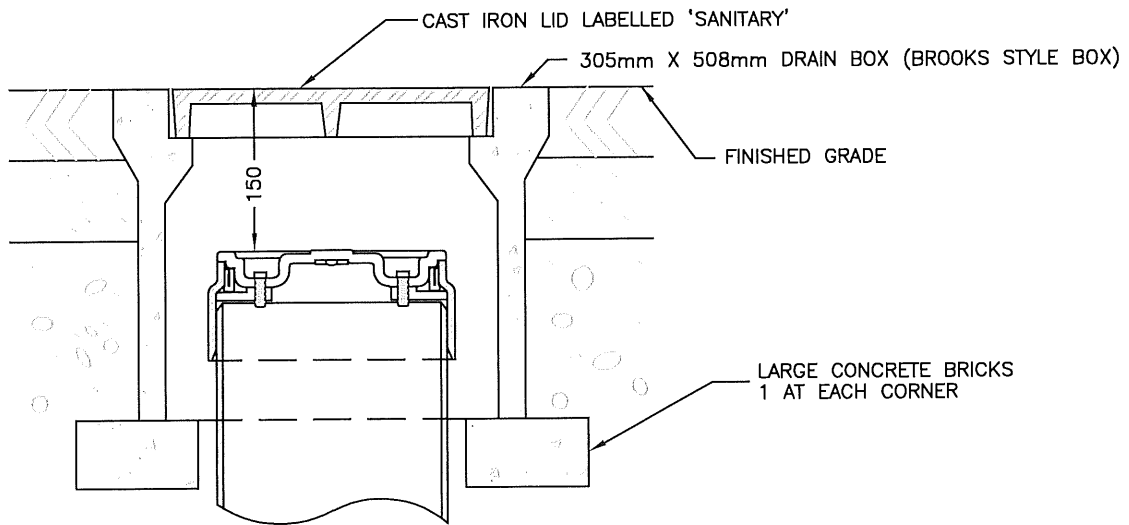 CAST IRON LID LABELLED 'SANITARY'
305mm X 508mm DRAIN BOX (BROOKS STYLE BOX)
FINISHED GRADE
150
LARGE CONCRETE BRICKS
1 AT EACH CORNER